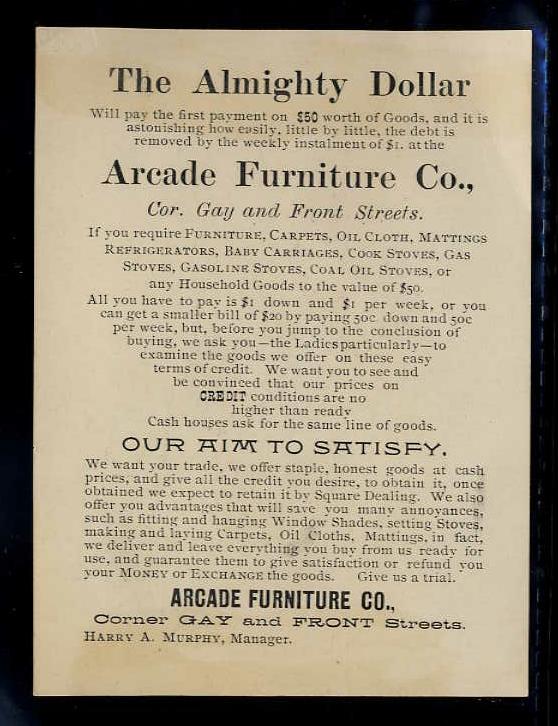 The Almighty Dollar
Will pay the first payment on $50 worth of Goods, and it is
astonishing how easily, little by little, the debt is
removed by the weekly instalment of $1. at the
Arcade Furniture Co.,
Cor. Gay and Front Streets.
If you require FURNITURE, CARPETS, OIL CLOTH, MATTINGS
REFRIGERATORS, BABY CARRIAGES, COOK STOVES, GAS
STOVES, GASOLINE STOVES, COAL OIL STOVES, or
any Household Goods to the value of $50.
All you have to pay is $1 down and $1 per week, or you
can get a smaller bill of $20 by paying 50c down and 50c
per week, but, before you jump to the conclusion of
buying, we ask you—the Ladies particularly—to
examine the goods we offer on these easy
terms of credit. We want you to see and
be convinced that our prices on
CREDIT conditions are no
higher than ready
Cash houses ask for the same line of goods.
OUR AIM TO SATISFY.
We want your trade, we offer staple, honest goods at cash
prices, and give all the credit you desire, to obtain it, once
obtained we expect to retain it by Square Dealing. We also
offer you advantages that will save you many annoyances,
such as fitting and hanging Window Shades, setting Stoves,
making and laying Carpets, Oil Cloths, Mattings, in fact,
we deliver and leave everything you buy from us ready for
use, and guarantee them to give satisfaction or refund you
your MONEY or EXCHANGE the goods. Give us a trial.
ARCADE FURNITURE CO.,
Corner GAY and FRONT Streets.
HARRY A. MURPHY, Manager.